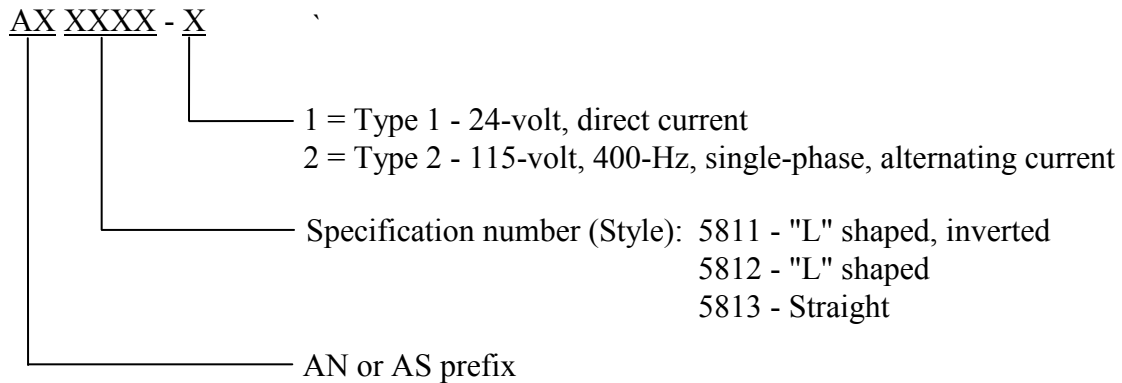 AX XXXX - X `
1 = Type 1 - 24-volt, direct current
2 = Type 2 - 115-volt, 400-Hz, single-phase, alternating current
Specification number (Style): 5811 - "L" shaped, inverted
5812 - "L" shaped
5813 - Straight
AN or AS prefix